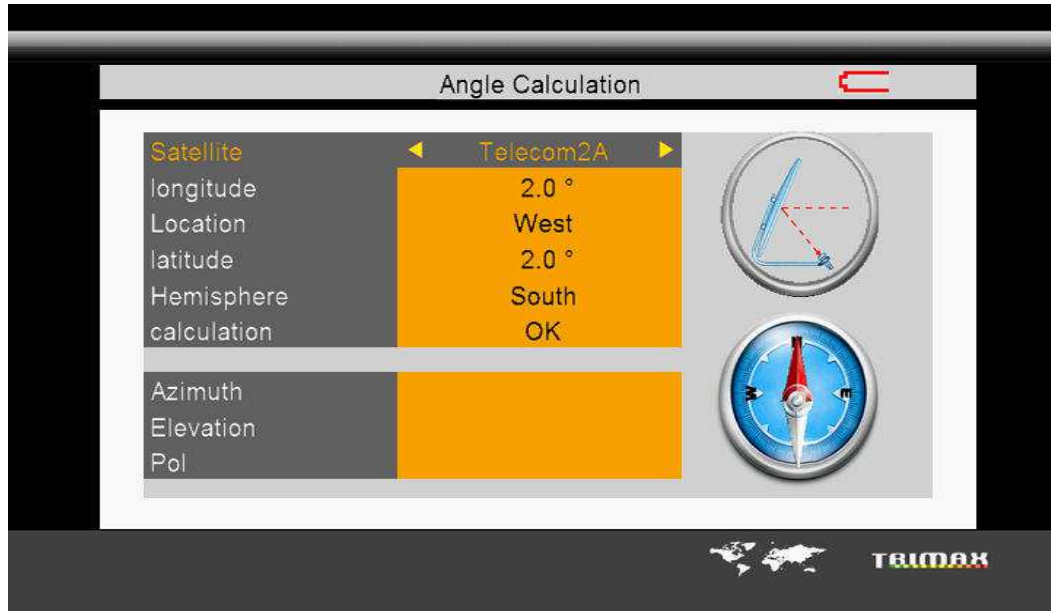 Angle Calculation
Satellite Telecom2A
longitude 2.0 °
Location West
latitude 2.0 °
Hemisphere South
calculation OK
Azimuth
Elevation
Pol
N
W E
TRIMAX